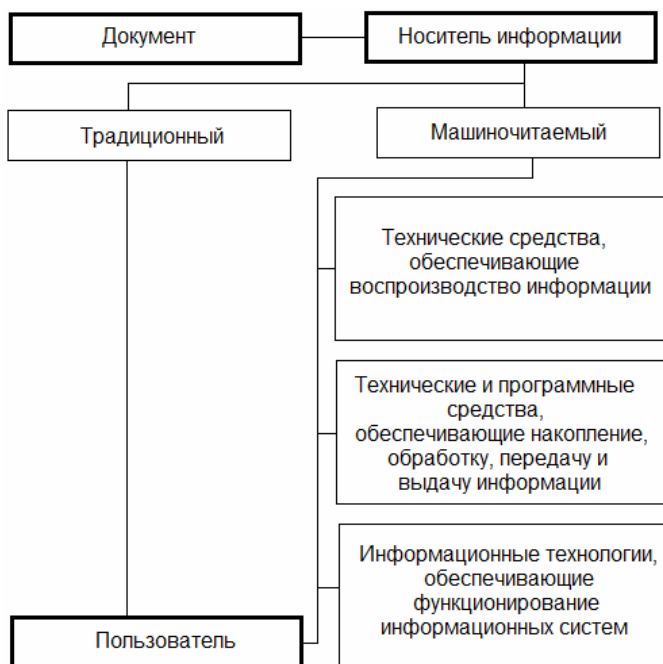 Документ
Носитель информации
Традиционный
Машиночитаемый
Технические средства,
обеспечивающие
воспроизводство информации
Технические и программные
средства,
обеспечивающие накопление,
обработку, передачу и
выдачу информации
Информационные технологии,
обеспечивающие
функционирование
информационных систем
Пользователь